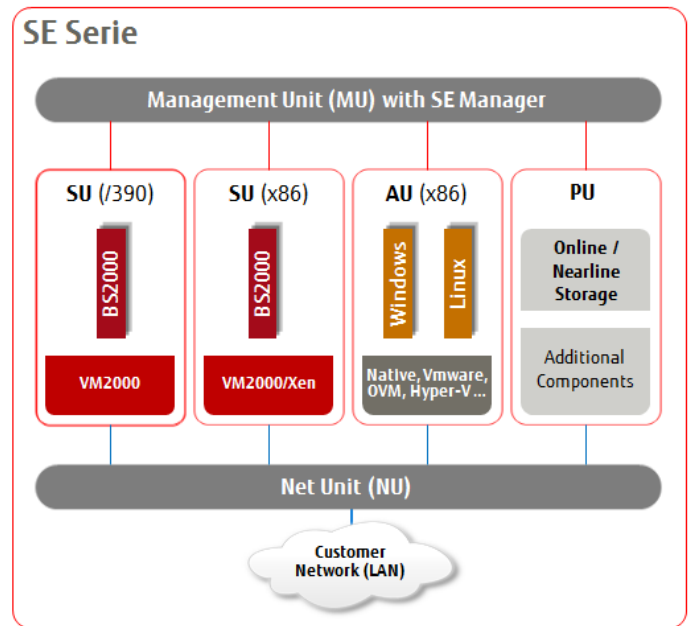 SE Serie
Management Unit (MU) with SE Manager
SU (/390)
BS2000
VM2000
SU (x86)
BS2000
VM2000/Xen
AU (x86)
Windows
Linux
Native, Vmware,
OVM, Hyper-V ...
PU
Online /
Nearline
Storage
Additional
Components
Net Unit (NU)
Customer
Network (LAN)